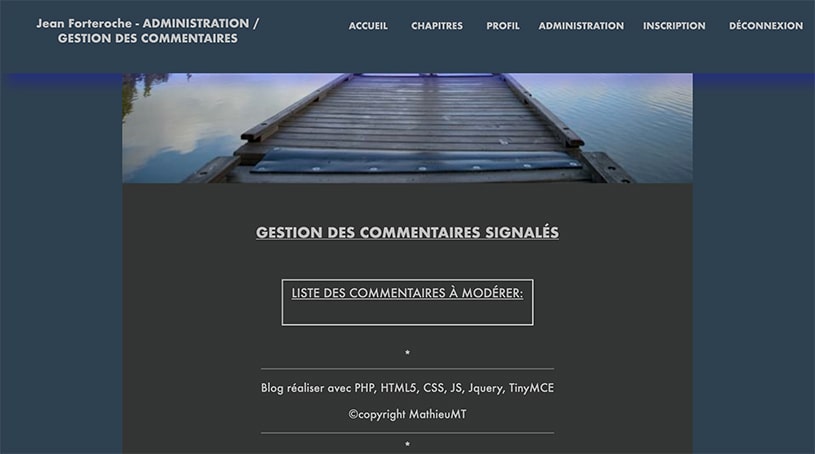 Jean Forteroche - ADMINISTRATION /
GESTION DES COMMENTAIRES
ACCUEIL CHAPITRES PROFIL ADMINISTRATION INSCRIPTION DÉCONNEXION
GESTION DES COMMENTAIRES SIGNALÉS
LISTE DES COMMENTAIRES À MODÉRER:
*
Blog réaliser avec PHP, HTML5, CSS, JS, Jquery, TinyMCE
©copyright MathieuMT
*